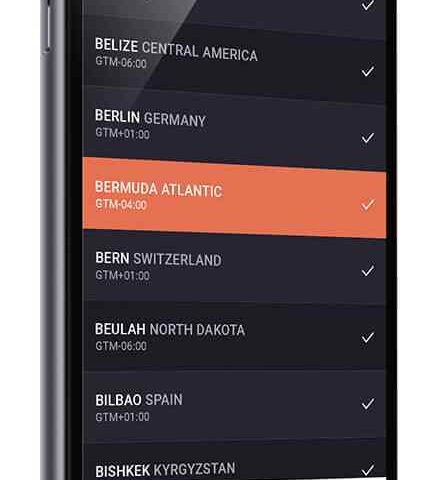 BELIZE CENTRAL AMERICA
GTM-06:00
BERLIN GERMANY
GTM+01:00
BERMUDA ATLANTIC
GTM-04:00
BERN SWITZERLAND
GTM+01:00
BEULAH NORTH DAKOTA
GTM-06:00
BILBAO SPAIN
GTM+01:00
BISHKEK KYRGYZSTAN